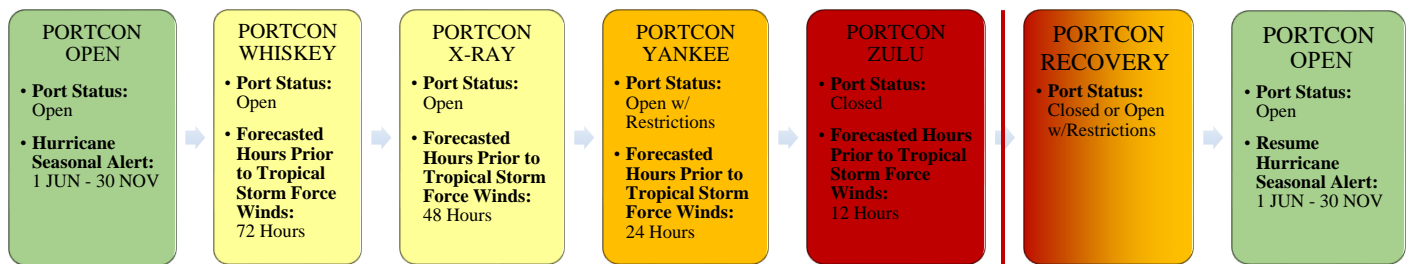 PORTCON
OPEN
• Port Status:
Open
• Hurricane
Seasonal Alert:
1 JUN - 30 NOV
PORTCON
WHISKEY
• Port Status:
Open
• Forecasted
Hours Prior
to Tropical
Storm Force
Winds:
72 Hours
PORTCON
X-RAY
• Port Status:
Open
• Forecasted
Hours Prior to
Tropical Storm
Force Winds:
48 Hours
PORTCON
YANKEE
• Port Status:
Open w/
Restrictions
• Forecasted
Hours Prior to
Tropical Storm
Force Winds:
24 Hours
PORTCON
ZULU
• Port Status:
Closed
• Forecasted Hours
Prior to Tropical
Storm Force
Winds:
12 Hours
PORTCON
RECOVERY
• Port Status:
Closed or Open
w/Restrictions
PORTCON
OPEN
• Port Status:
Open
• Resume
Hurricane
Seasonal Alert:
1 JUN - 30 NOV